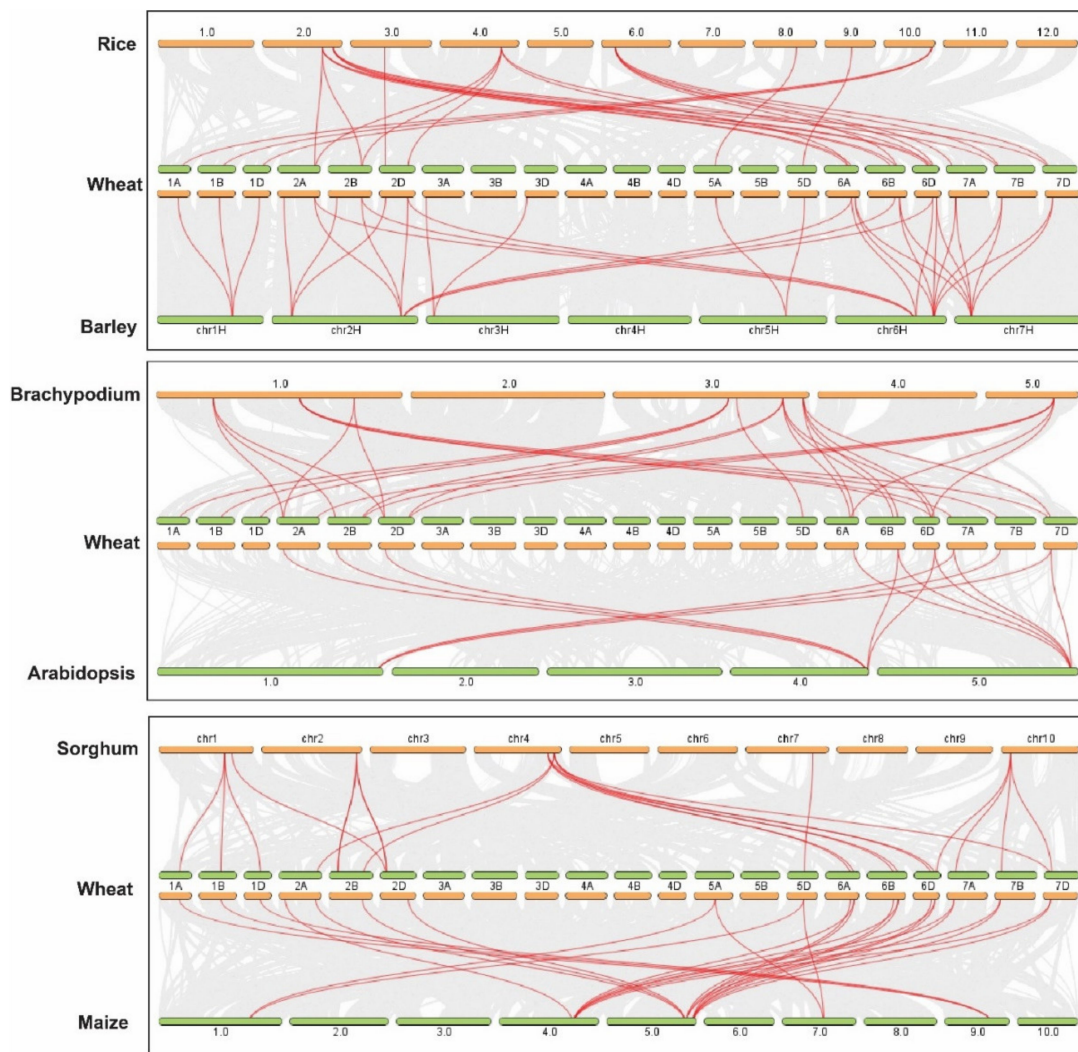 1.0 2.0 3.0 4.0 5.0 6.0 7.0 8.0 9.0 10.0 11.0 12.0
Rice
1A 1B 1D 2A 2B 2D 3A 3B 3D 4A 4B 4D 5A 5B 5D 6A 6B 6D 7A 7B 7D
Wheat
Barley
chr1H chr2H chr3H chr4H chr5H chr6H chr7H
1.0 2.0 3.0 4.0 5.0
Brachypodium
1A 1B 1D 2A 2B 2D 3A 3B 3D 4A 4B 4D 5A 5B 5D 6A 6B 6D 7A 7B 7D
Wheat
Arabidopsis
1.0 2.0 3.0 4.0 5.0
chr1 chr2 chr3 chr4 chr5 chr6 chr7 chr8 chr9 chr10
Sorghum
1A 1B 1D 2A 2B 2D 3A 3B 3D 4A 4B 4D 5A 5B 5D 6A 6B 6D 7A 7B 7D
Wheat
Maize
1.0 2.0 3.0 4.0 5.0 6.0 7.0 8.0 9.0 10.0